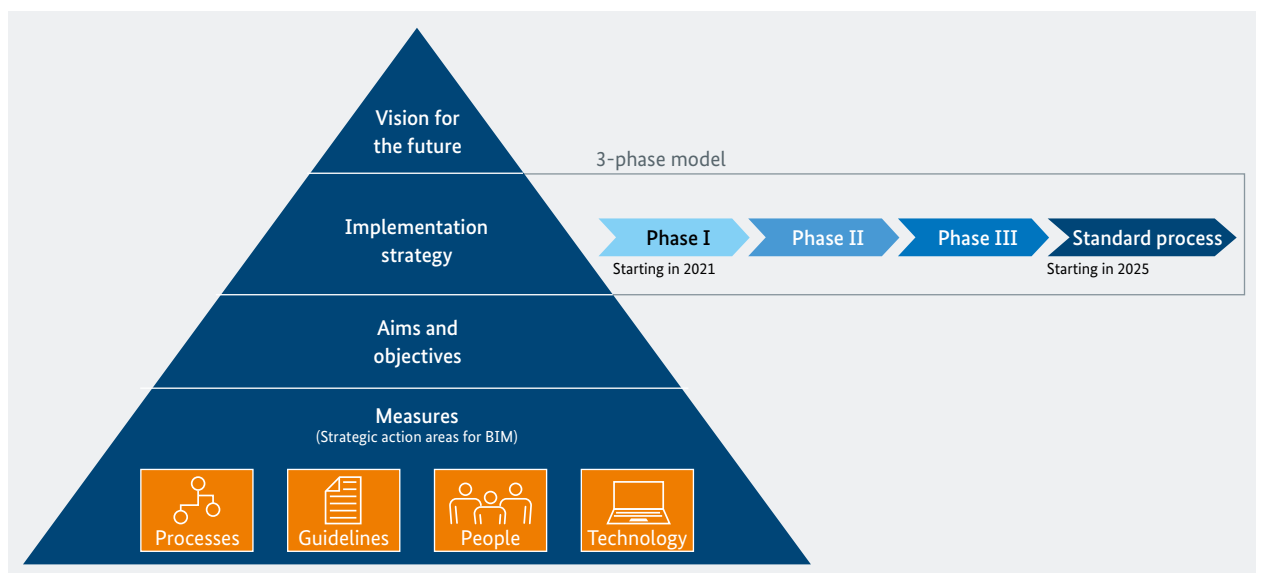 Vision for
the future
3-phase model
Implementation
strategy
Phase I
Phase II
Phase III
Standard process
Starting in 2021
Starting in 2025
Aims and
objectives
Measures
(Strategic action areas for BIM)
Processes
Guidelines
People
Technology